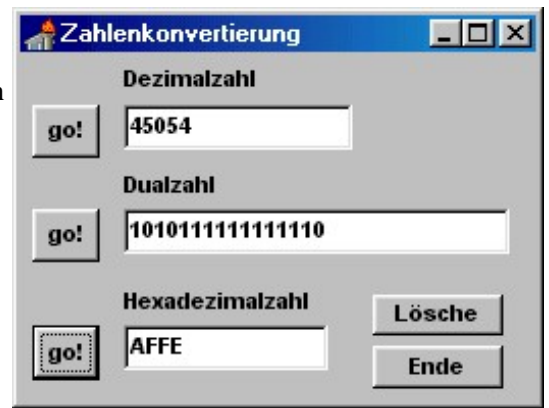 Zahlenkonvertierung
Dezimalzahl
go!
45054
Dualzahl
go!
1010111111111110
Hexadezimalzahl
Lösche
go!
AFFE
Ende